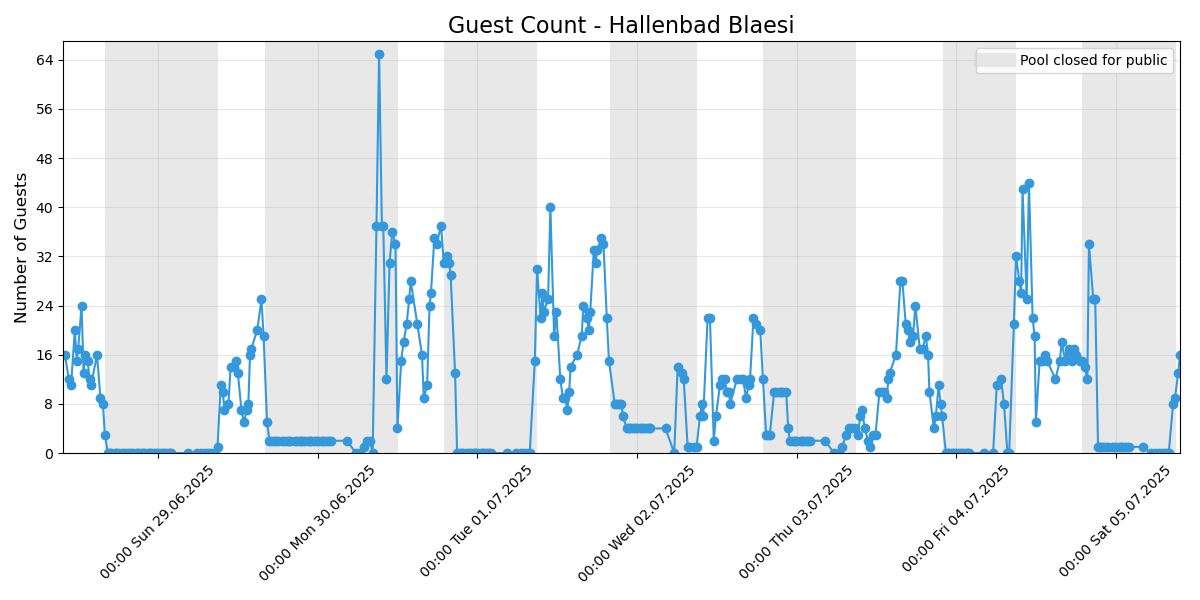 Guest Count - Hallenbad Blaesi
Pool closed for public
Number of Guests
64
56
48
40
32
24
16
8
0
00:00 Sun 29.06.2025
00:00 Mon 30.06.2025
00:00 Tue 01.07.2025
00:00 Wed 02.07.2025
00:00 Thu 03.07.2025
00:00 Fri 04.07.2025
00:00 Sat 05.07.2025